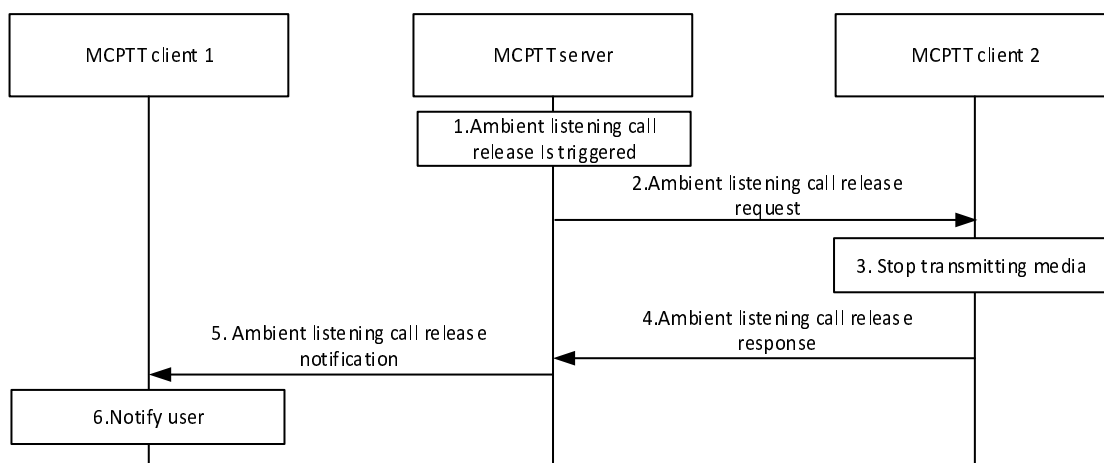 MCPTT client 1
MCPTT server
MCPTT client 2
1.Ambient listening call
release Is triggered
2.Ambient listening call release
request
3. Stop transmitting media
4.Ambient listening call release
response
5. Ambient listening call release
notification
6.Notify user